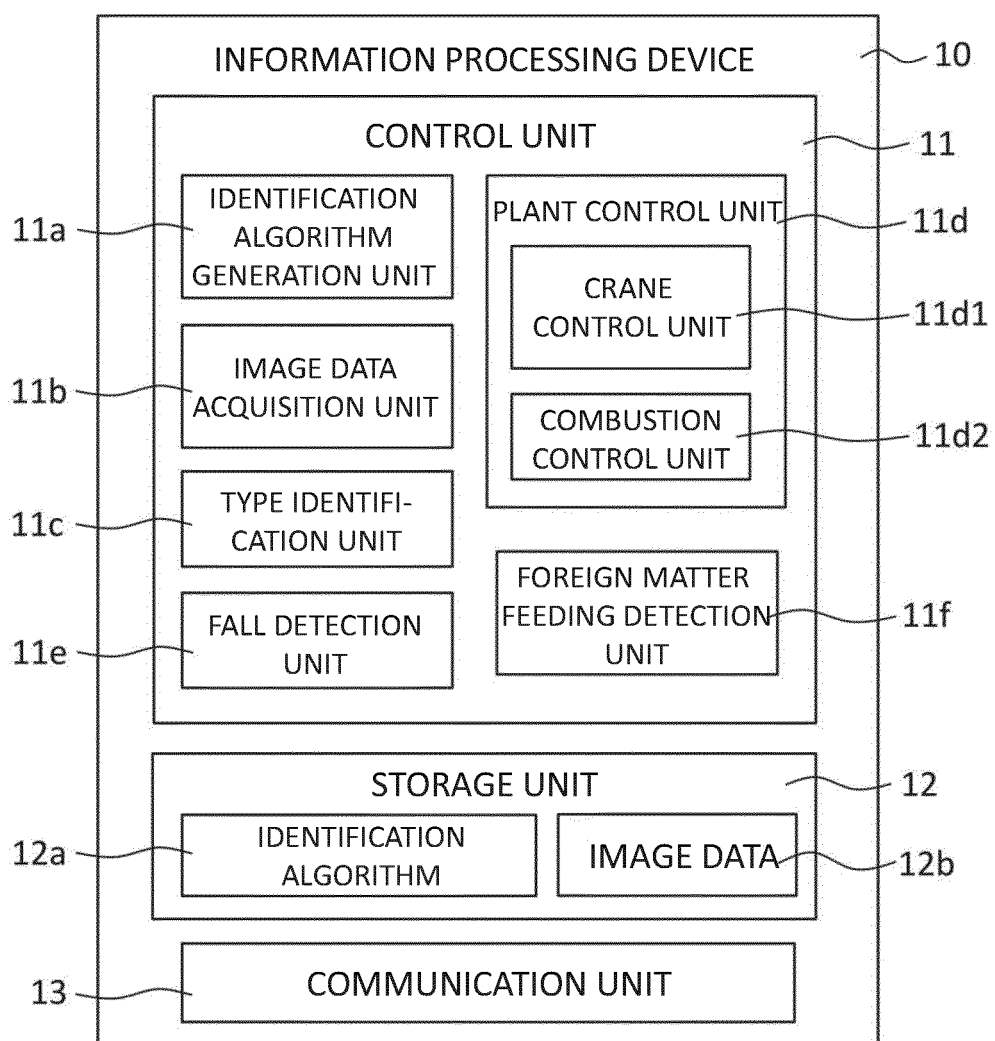 INFORMATION PROCESSING DEVICE
10
CONTROL UNIT
11
IDENTIFICATION
ALGORITHM
GENERATION UNIT
11a
PLANT CONTROL UNIT
11d
CRANE
CONTROL UNIT
11d1
IMAGE DATA
ACQUISITION UNIT
11b
COMBUSTION
CONTROL UNIT
11d2
TYPE IDENTIFI-
CATION UNIT
11c
FOREIGN MATTER
FEEDING DETECTION
UNIT
11f
FALL DETECTION
UNIT
11e
STORAGE UNIT
12
IDENTIFICATION
ALGORITHM
12a
IMAGE DATA
12b
COMMUNICATION UNIT
13